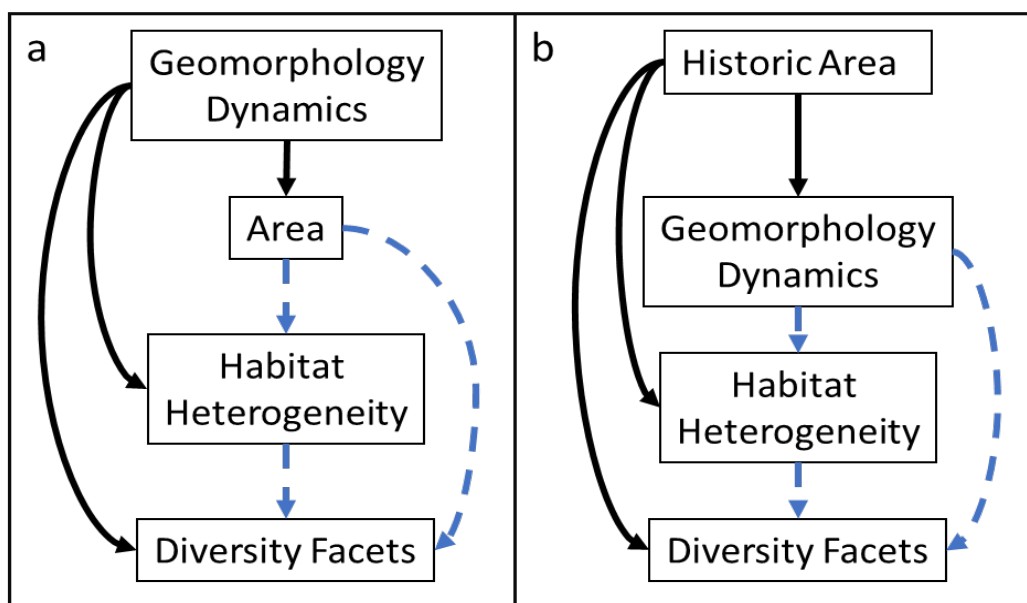 a
Geomorphology
Dynamics
Area
Habitat
Heterogeneity
Diversity Facets
b
Historic Area
Geomorphology
Dynamics
Habitat
Heterogeneity
Diversity Facets